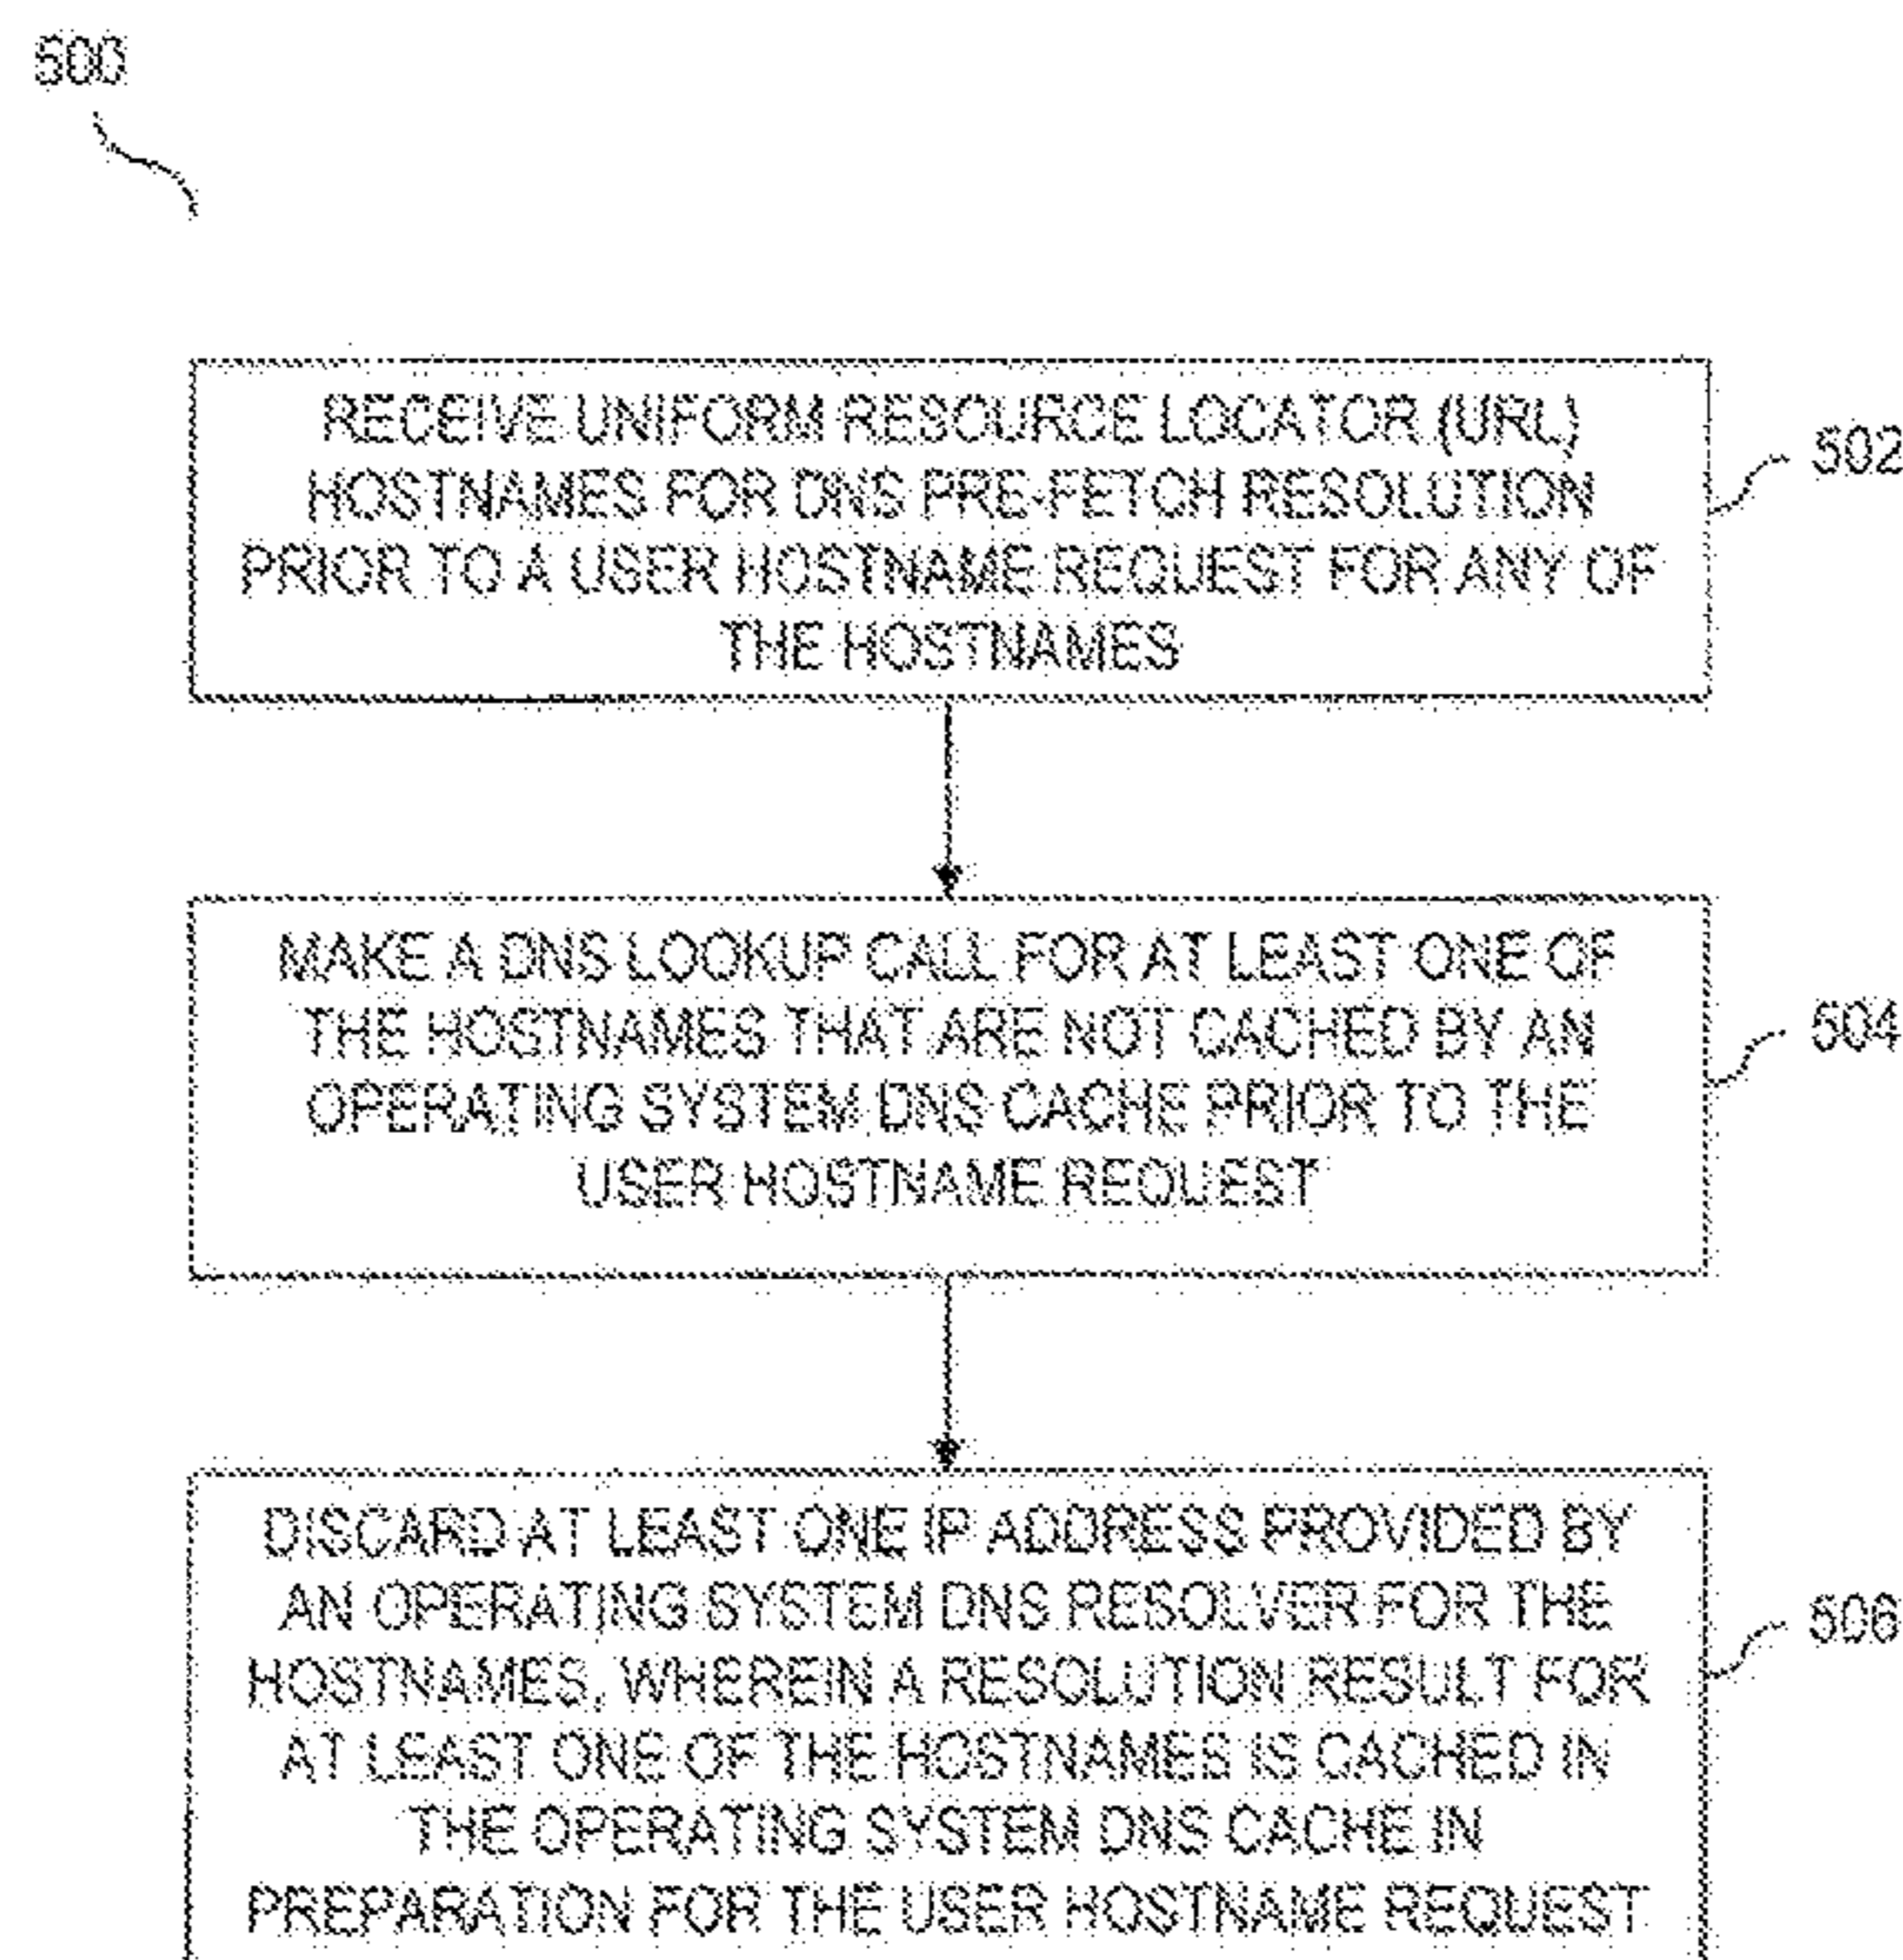 500
RECEIVE UNIFORM RESOURCE LOCATOR (URL)
HOSTNAMES FOR DNS PRE-FETCH RESOLUTION
PRIOR TO A USER HOSTNAME REQUEST FOR ANY OF
THE HOSTNAMES
502
MAKE A DNS LOOKUP CALL FOR AT LEAST ONE OF
THE HOSTNAMES THAT ARE NOT CACHED BY AN
OPERATING SYSTEM DNS CACHE PRIOR TO THE
USER HOSTNAME REQUEST
504
DISCARD AT LEAST ONE IP ADDRESS PROVIDED BY
AN OPERATING SYSTEM DNS RESOLVER FOR THE
HOSTNAMES, WHEREIN A RESOLUTION RESULT FOR
AT LEAST ONE OF THE HOSTNAMES IS CACHED IN
THE OPERATING SYSTEM DNS CACHE IN
PREPARATION FOR THE USER HOSTNAME REQUEST
506